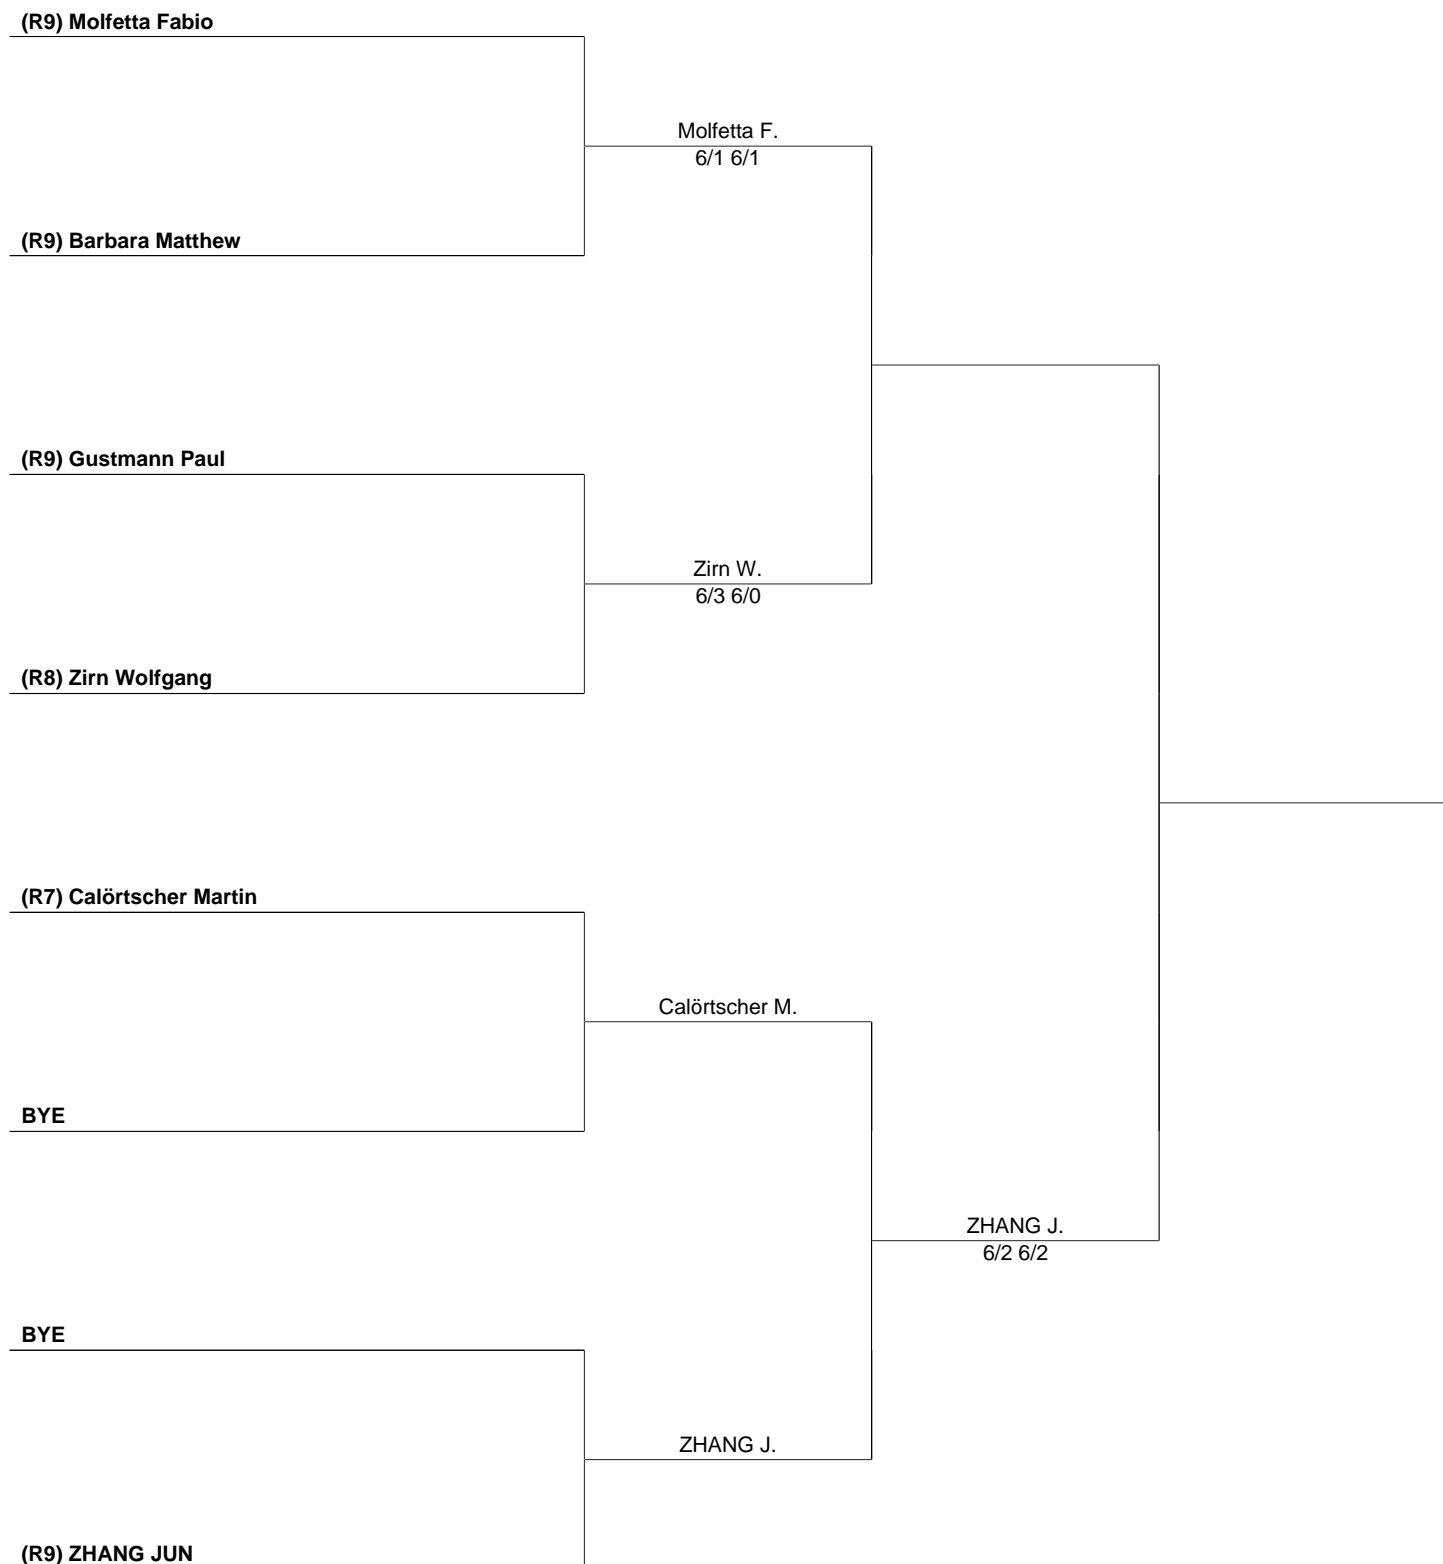 (R9) Molfetta Fabio
Molfetta F.
6/1 6/1
(R9) Barbara Matthew
(R9) Gustmann Paul
Zirn W.
6/3 6/0
(R8) Zirn Wolfgang
(R7) Calörtscher Martin
Calörtscher M.
BYE
ZHANG J.
6/2 6/2
BYE
ZHANG J.
(R9) ZHANG JUN